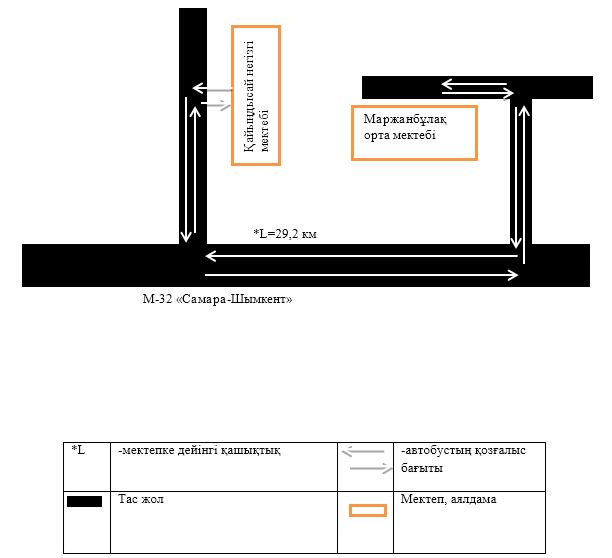 Қайыңдысай негізгі
мектебі
Маржанбұлақ
орта мектебі
*L=29,2 км
М-32 «Самара-Шымкент»
*L
-мектепке дейінгі қашықтық
-автобустың қозғалыс
бағыты
Тас жол
Мектеп, аялдама